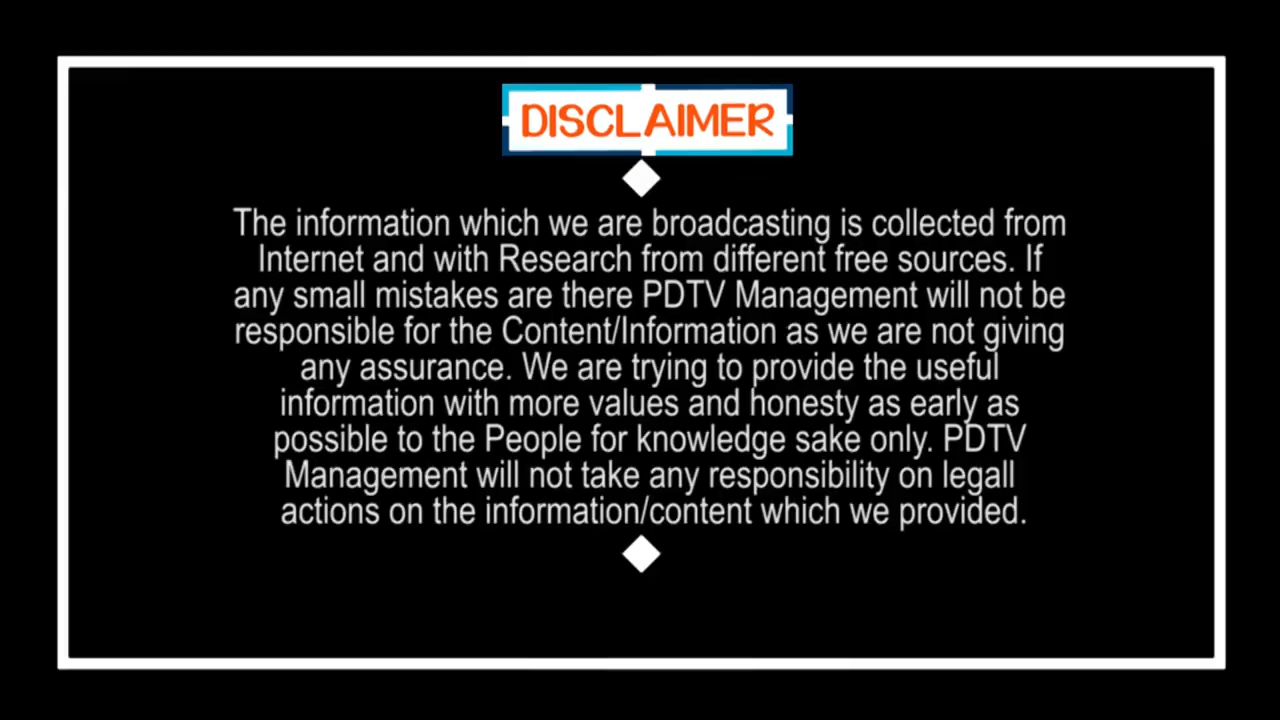 DISCLAIMER
The information which we are broadcasting is collected from
Internet and with Research from different free sources. If
any small mistakes are there PDTV Management will not be
responsible for the Content/Information as we are not giving
any assurance. We are trying to provide the useful
information with more values and honesty as early as
possible to the People for knowledge sake only. PDTV
Management will not take any responsibility on legall
actions on the information/content which we provided.